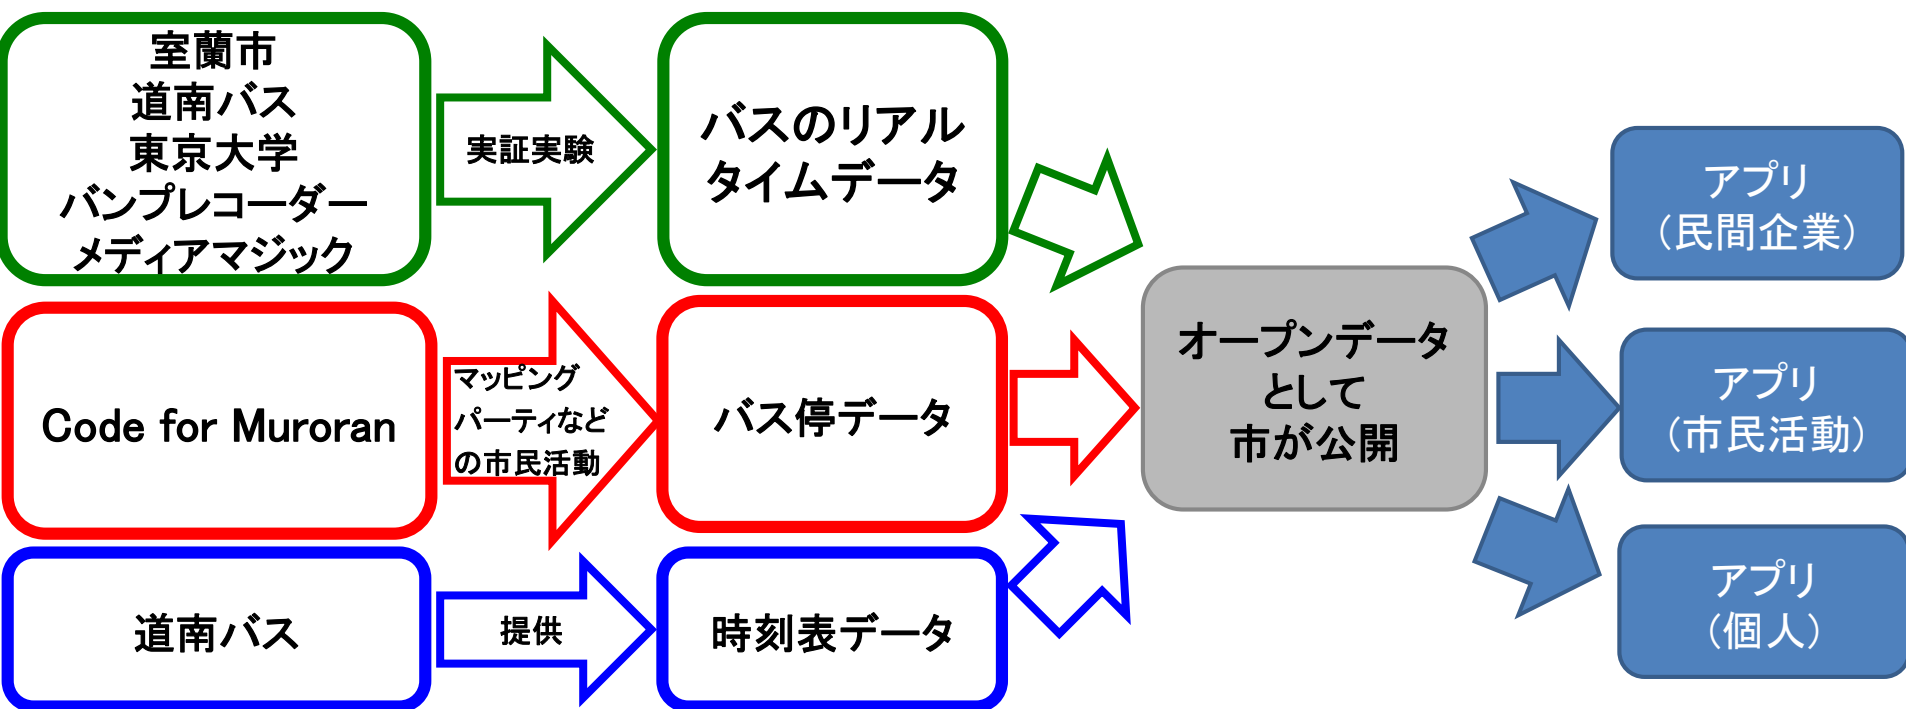 室蘭市
道南バス
東京大学
バンプレコーダー
メディアマジック
実証実験
バスのリアル
タイムデータ
Code for Muroran
マッピング
パーティなど
の市民活動
バス停データ
道南バス
提供
時刻表データ
オープンデータ
として
市が公開
アプリ
（民間企業）
アプリ
（市民活動）
アプリ
（個人）